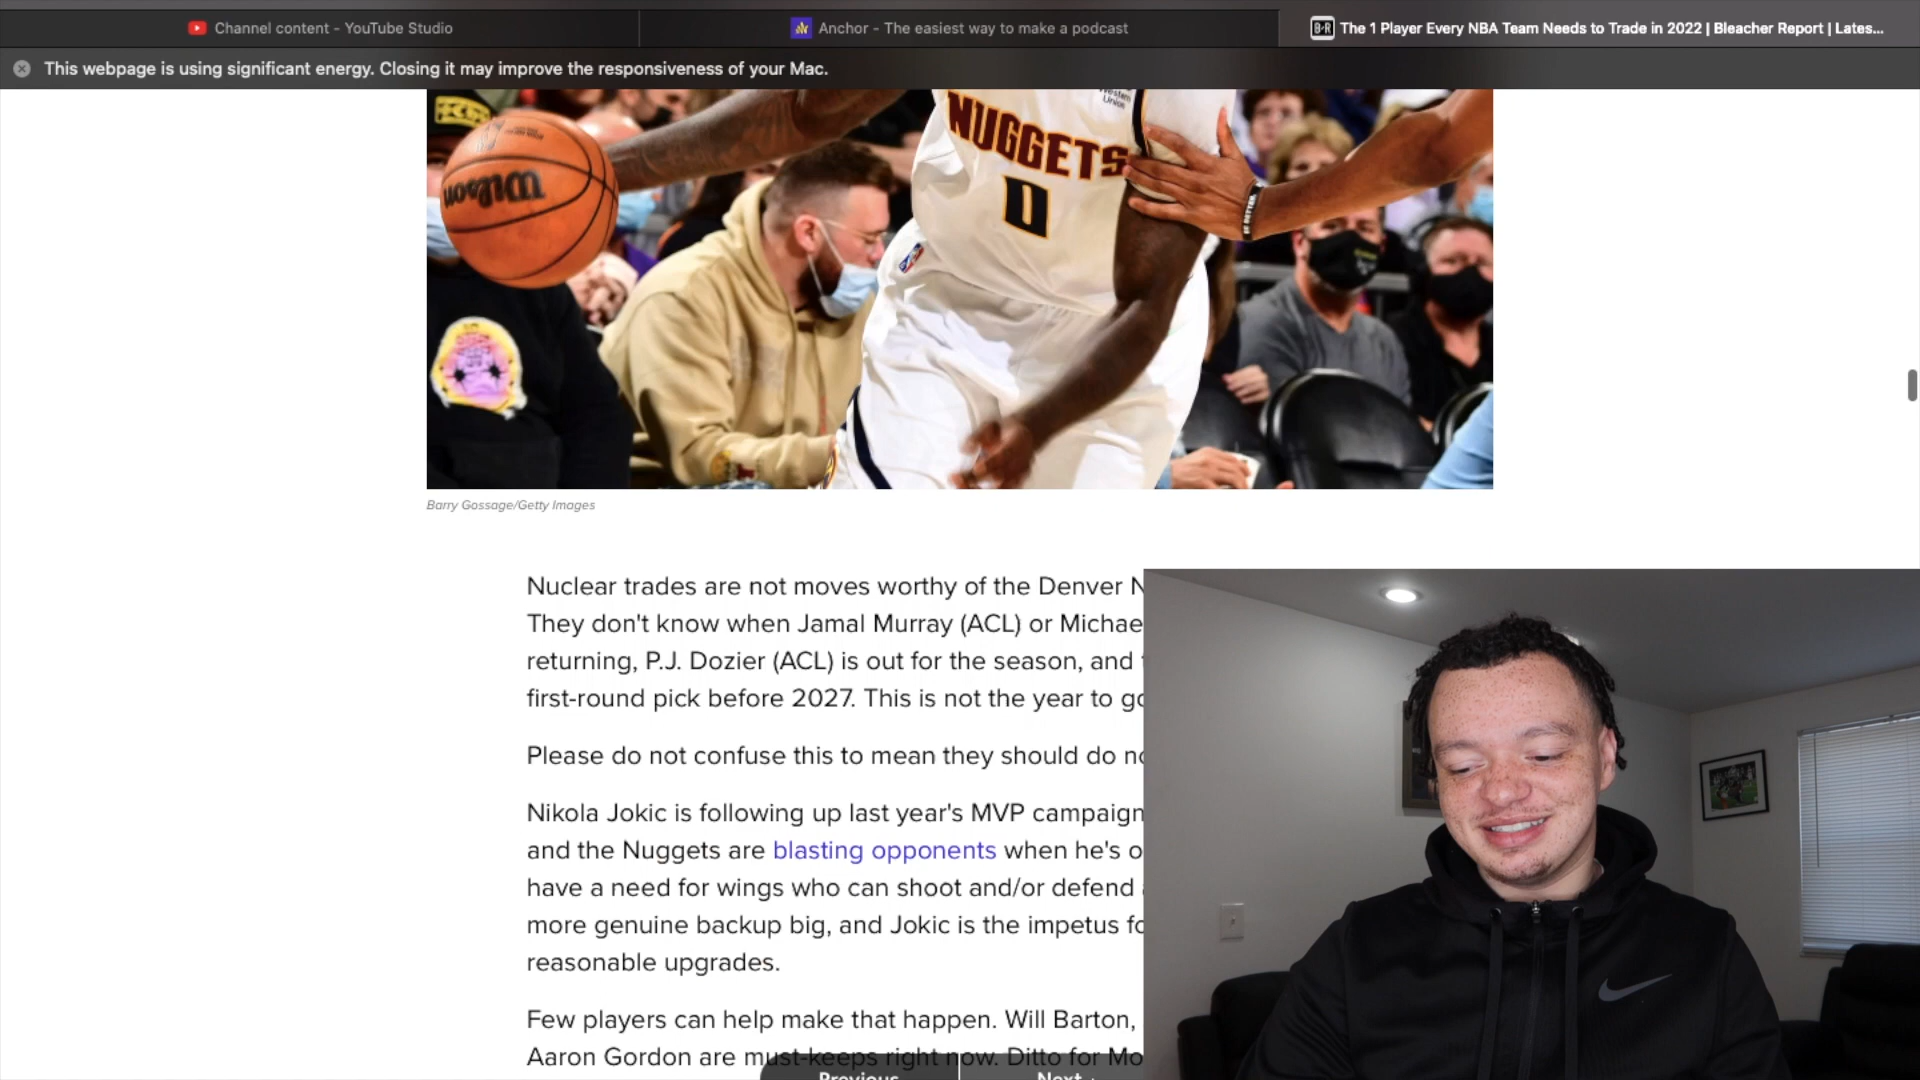 Channel content - YouTube Studio
Anchor - The easiest way to make a podcast
B/R The 1 Player Every NBA Team Needs to Trade in 2022 | Bleacher Report | Lates...
This webpage is using significant energy. Closing it may improve the responsiveness of your Mac.
Western
Union
NUGGETS
0
Wilson
Barry Gossage/Getty Images
Nuclear trades are not moves worthy of the Denver N
They don't know when Jamal Murray (ACL) or Michae
returning, P.J. Dozier (ACL) is out for the season, and
first-round pick before 2027. This is not the year to go
Please do not confuse this to mean they should do no
Nikola Jokic is following up last year's MVP campaign
and the Nuggets are blasting opponents when he's o
have a need for wings who can shoot and/or defend
more genuine backup big, and Jokic is the impetus fo
reasonable upgrades.
Few players can help make that happen. Will Barton,
Aaron Gordon are must-keeps right now. Ditto for Mo
Previous
Next